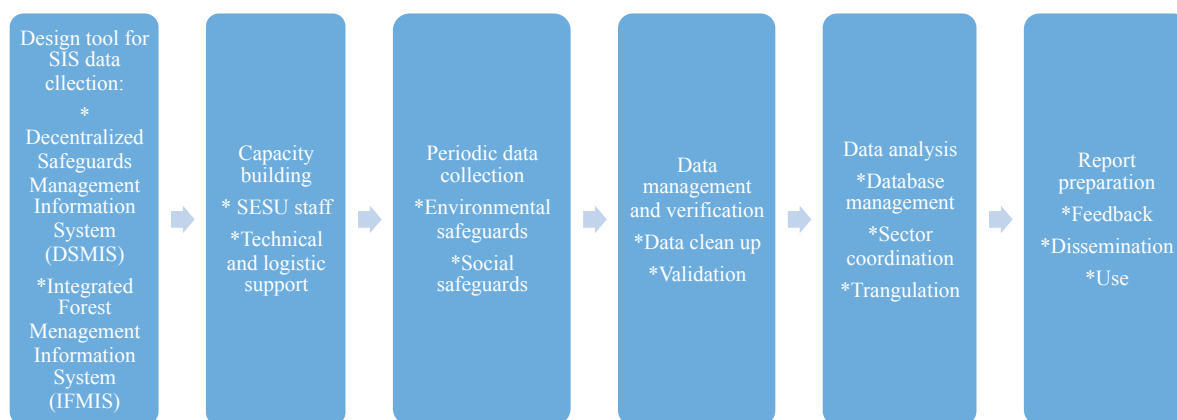 Design tool for
SIS data
cllection:
*
Decentralized
Safeguards
Management
Information
System
(DSMIS)
*Integrated
Forest
Menagement
Information
System
(IFMIS)
Capacity
building
* SESU staff
*Technical
and logistic
support
Periodic data
collection
*Environmental
safeguards
*Social
safeguards
Data
management
and verification
*Data clean up
*Validation
Data analysis
*Database
management
*Sector
coordination
*Trangulation
Report
preparation
*Feedback
*Dissemination
*Use